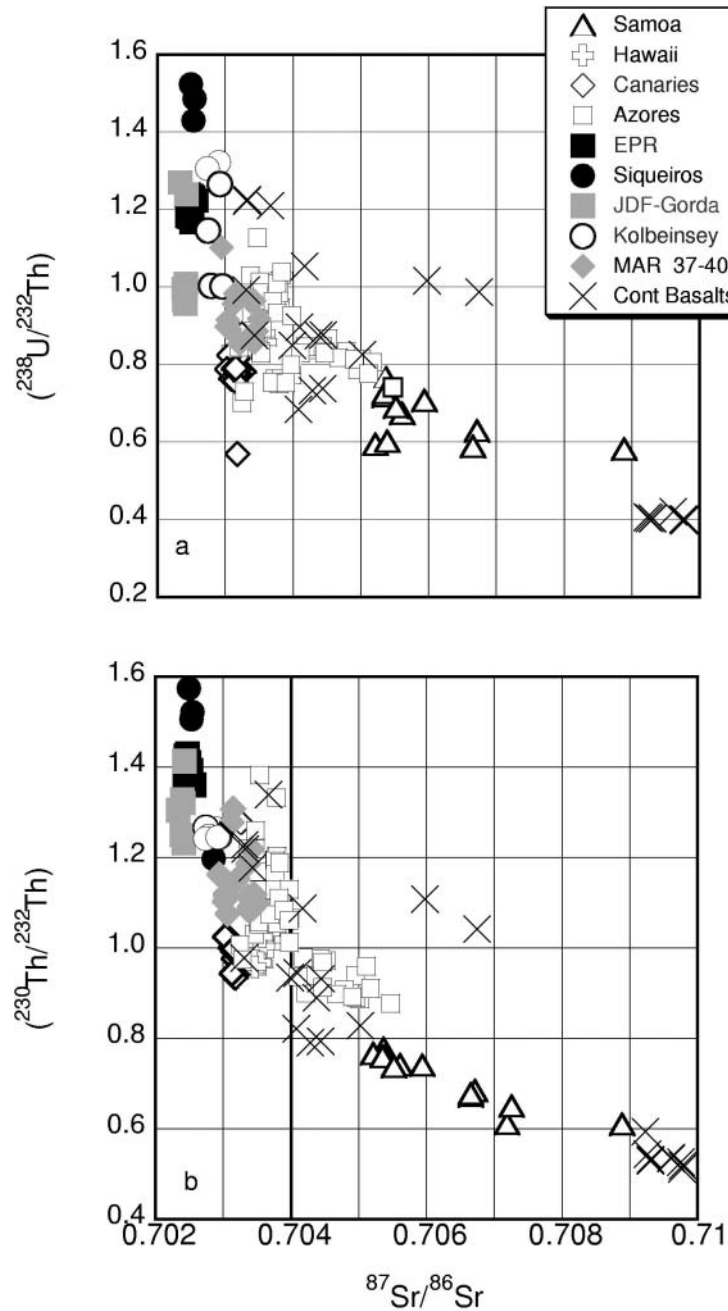 Samoa
Hawaii
Canaries
Azores
EPR
Siqueiros
JDF-Gorda
Kolbeinsey
MAR 37-40
Cont Basalts
1.6
1.4
1.2
1.0
0.8
0.6
0.4
0.2
(²³⁸U/²³²Th)
a
1.6
1.4
1.2
1.0
0.8
0.6
0.4
(²³⁰Th/²³²Th)
b
0.702 0.704 0.706 0.708 0.71
⁸⁷Sr/⁸⁶Sr